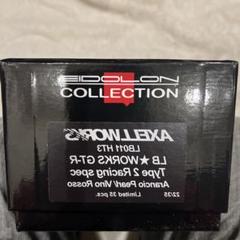 EIDOLON
COLLECTION
AXELLWORKS
LB011 HT3
LB★WORKS GT-R
Type 2 Racing spec
Arancio Pearl/ Vino Rosso
Limited 35 pcs.
22/35